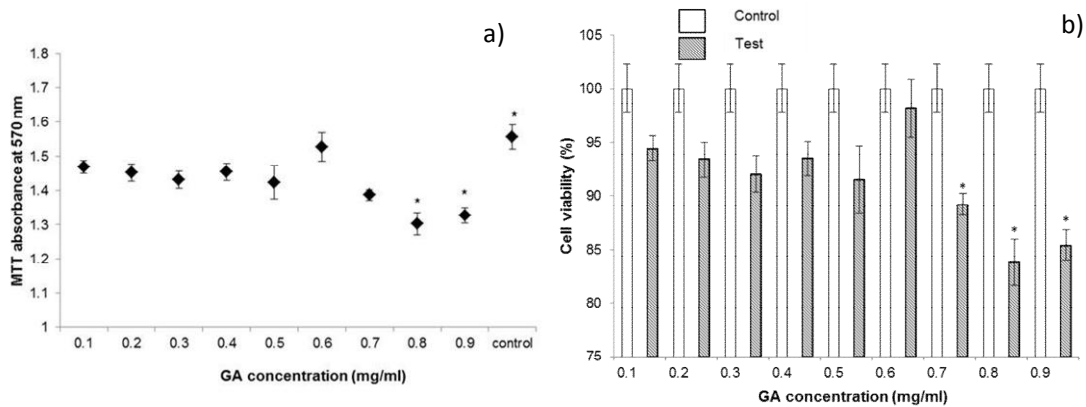 a)
MTT absorbance at 570 nm
1.8
1.7
1.6
1.5
1.4
1.3
1.2
1.1
1
*
*
*
0.1 0.2 0.3 0.4 0.5 0.6 0.7 0.8 0.9 control
GA concentration (mg/ml)
b)
Control
Test
Cell viability (%)
105
100
95
90
85
80
75
*
*
*
0.1 0.2 0.3 0.4 0.5 0.6 0.7 0.8 0.9
GA concentration (mg/ml)